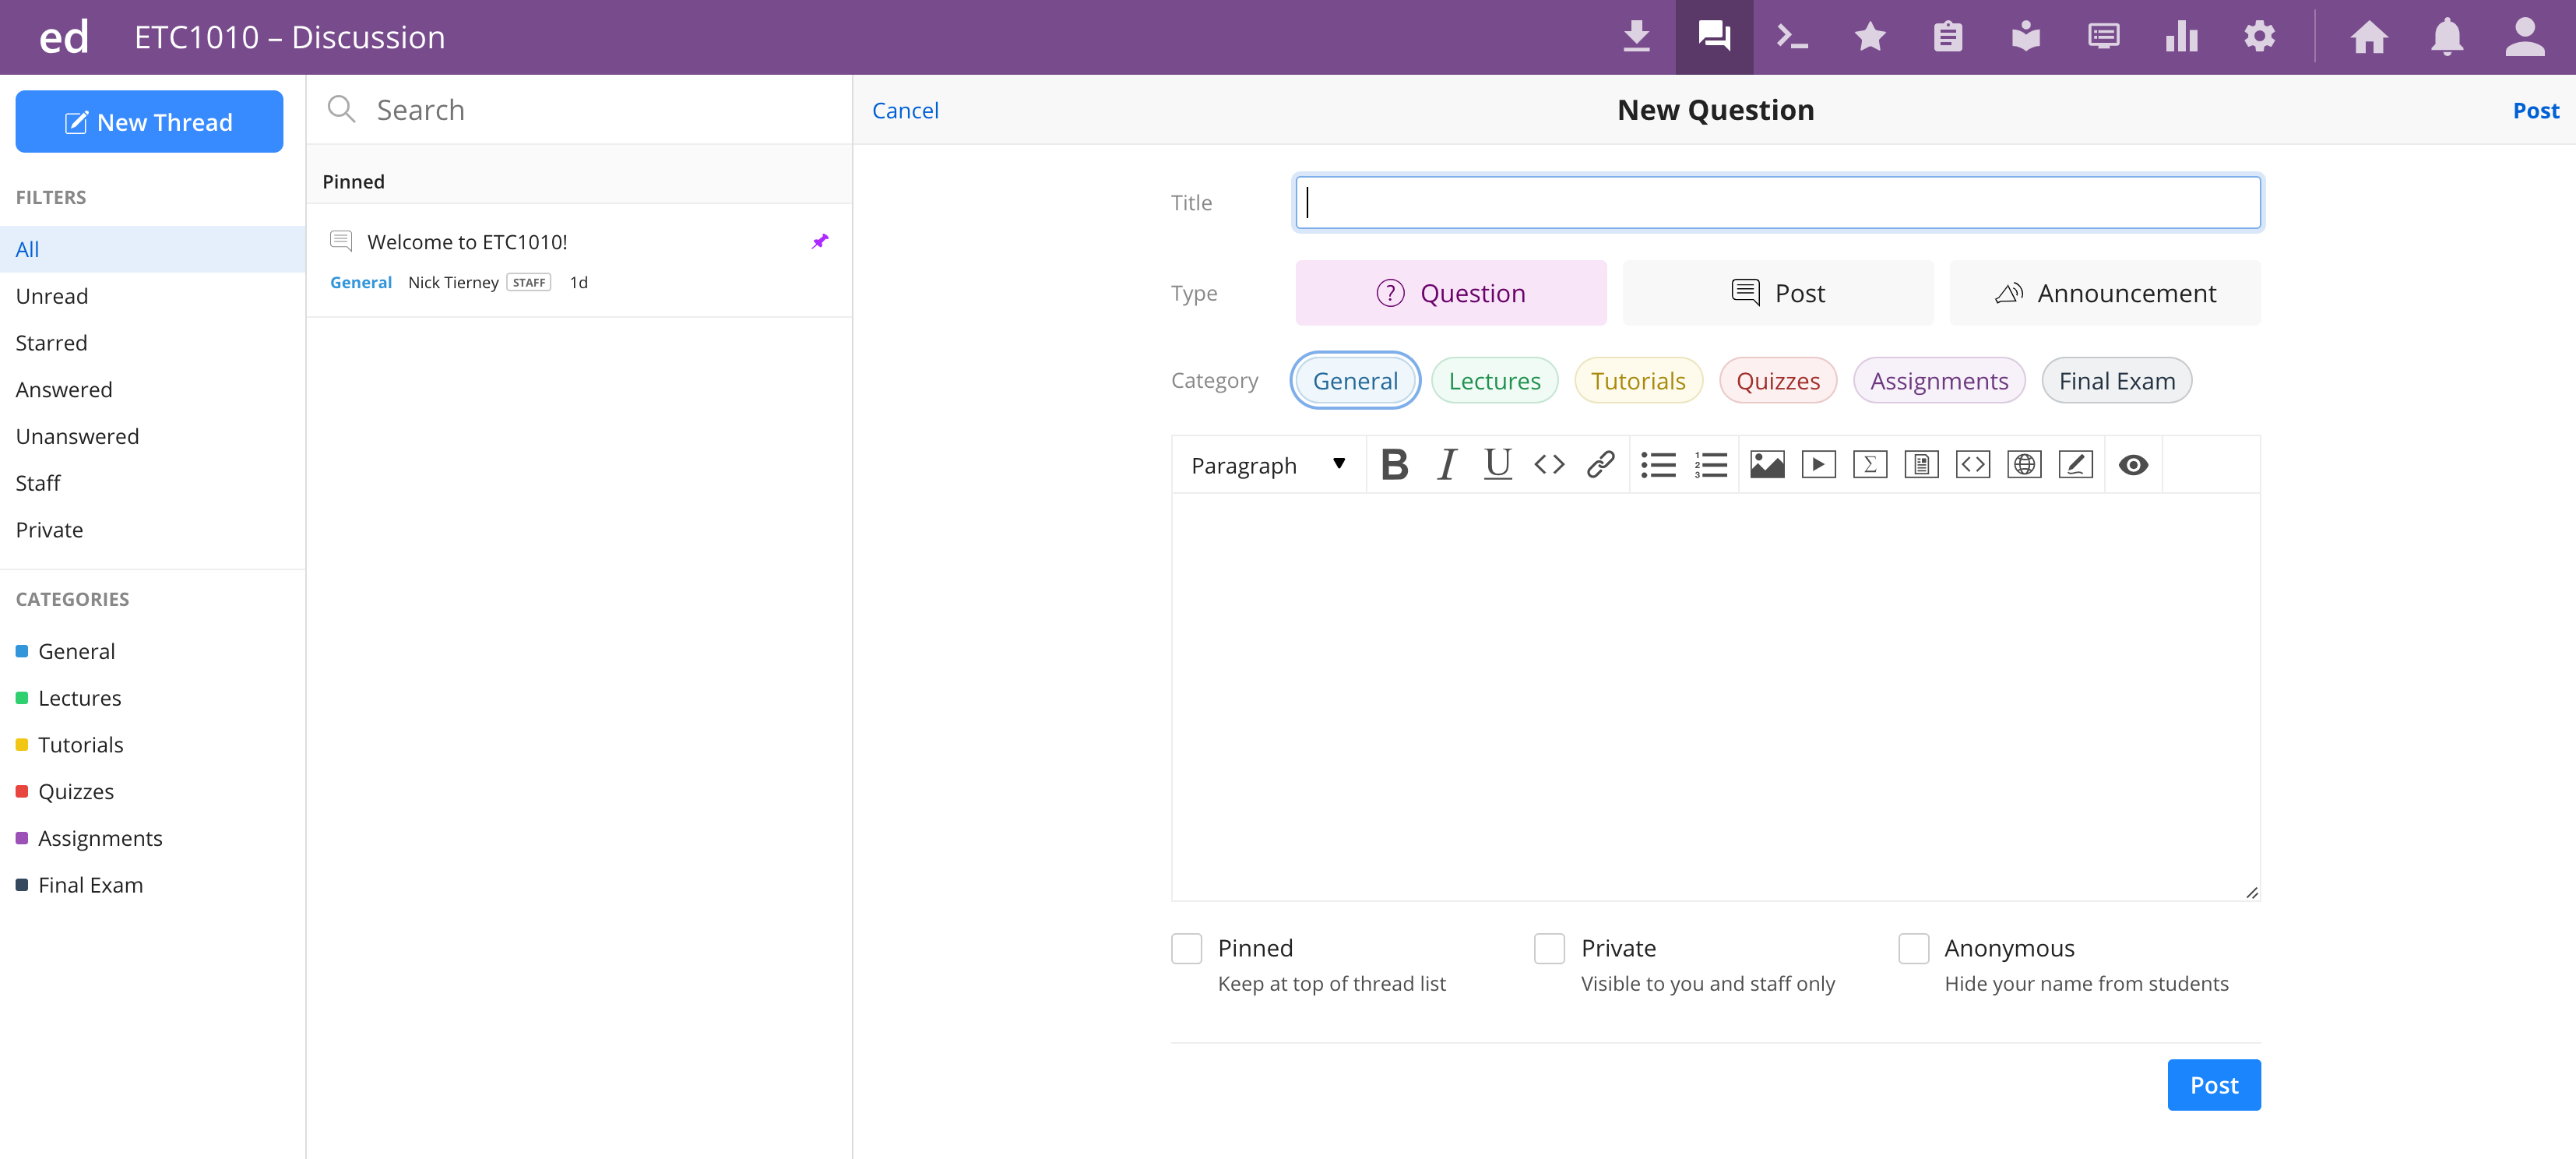 ed ETC1010 – Discussion
New Thread
FILTERS
All
Unread
Starred
Answered
Unanswered
Staff
Private
CATEGORIES
General
Lectures
Tutorials
Quizzes
Assignments
Final Exam
Search
Pinned
Welcome to ETC1010!
General Nick Tierney STAFF 1d
Cancel New Question Post
Title
Type Question Post Announcement
Category General Lectures Tutorials Quizzes Assignments Final Exam
Paragraph B I U
Pinned Private Anonymous
Keep at top of thread list Visible to you and staff only Hide your name from students
Post